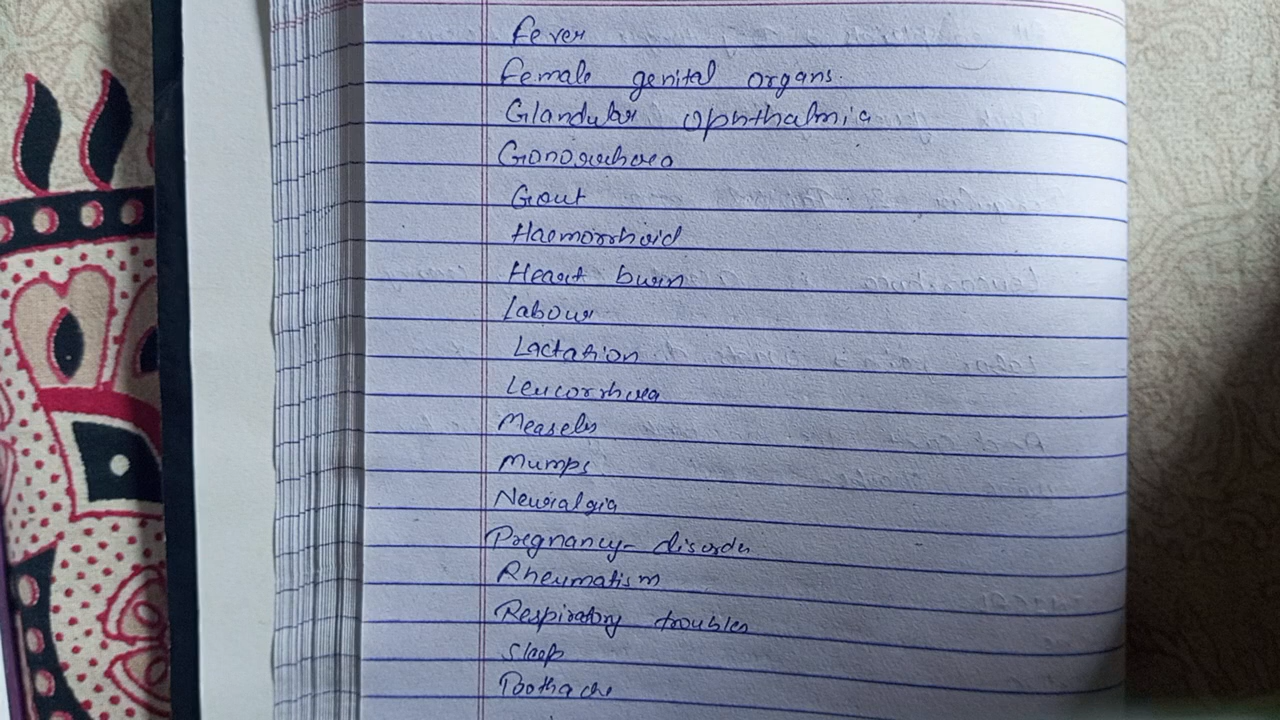 Fever
Female genital organs.
Glandular ophthalmia
Gonorrhoea
Gout
Haemorrhoid
Heart burn
Labour
Lactation
Leucorrhoea
Measels
Mumps
Neuralgia
Pregnancy- disorder
Rheumatism
Respiratory troubles
Sleep
Toothache